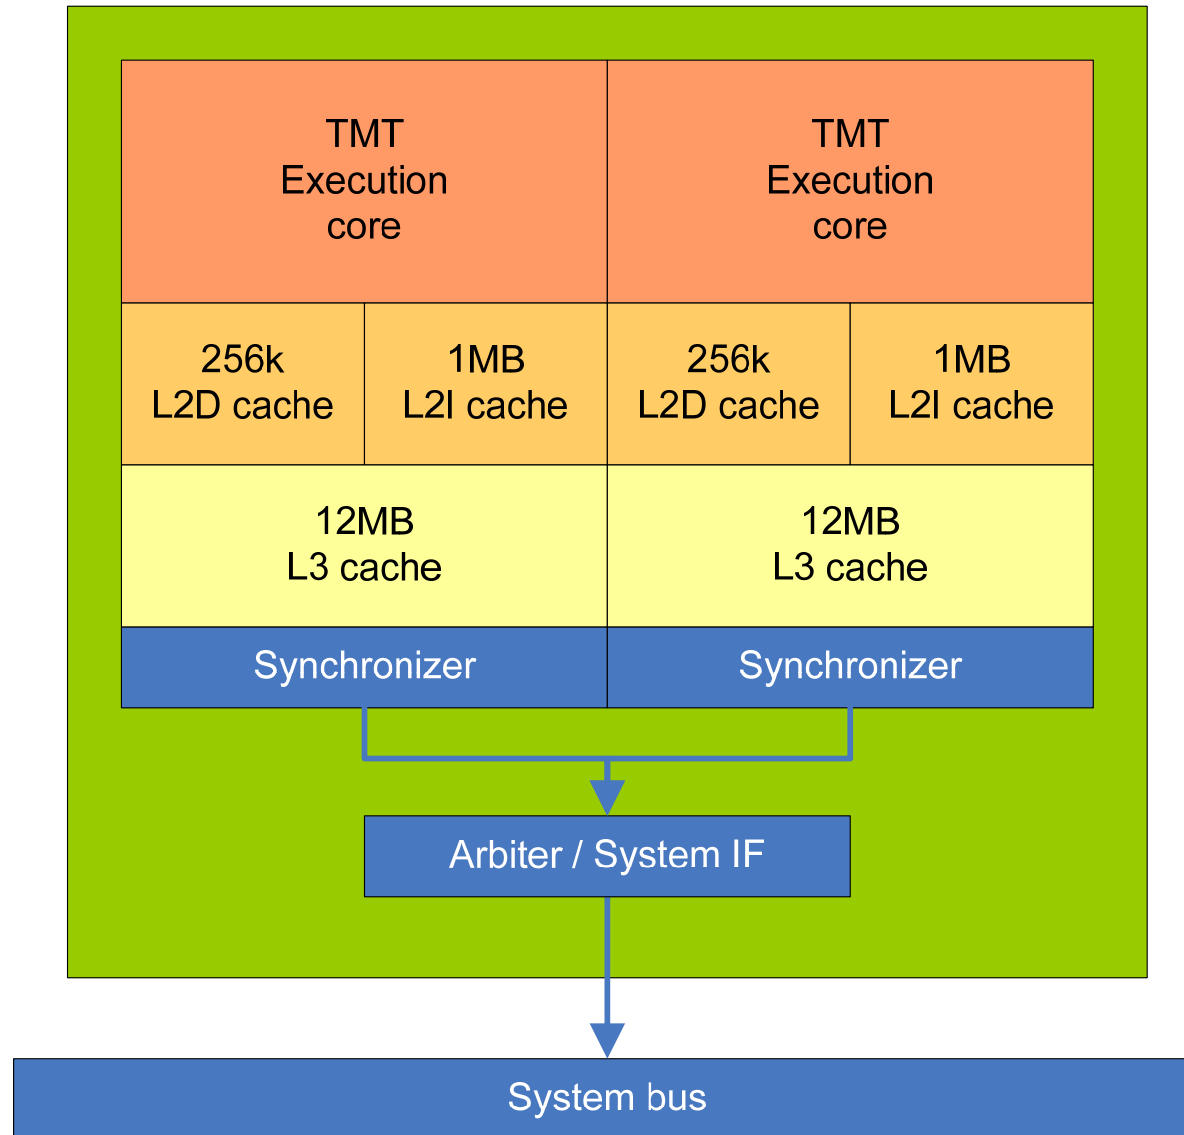 TMT
Execution
core
TMT
Execution
core
256k
L2D cache
1MB
L2I cache
256k
L2D cache
1MB
L2I cache
12MB
L3 cache
12MB
L3 cache
Synchronizer
Synchronizer
Arbiter / System IF
System bus